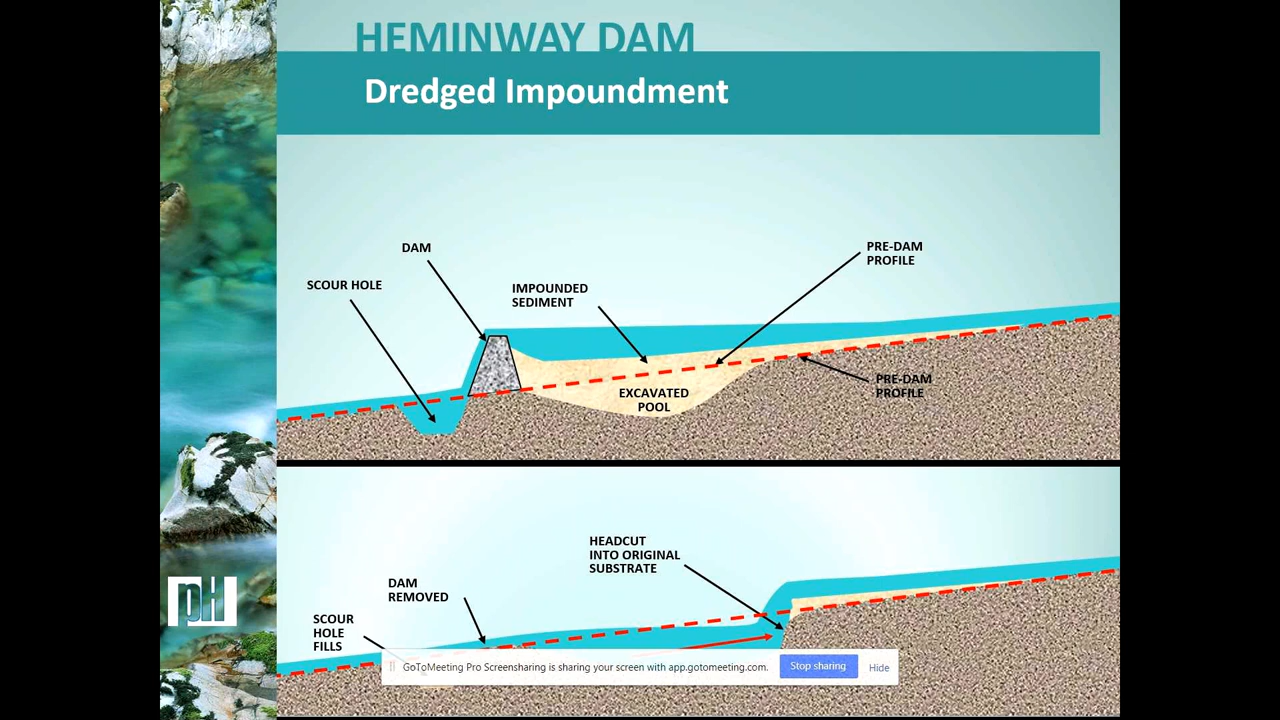 HEMINWAY DAM
Dredged Impoundment
DAM
PRE-DAM
PROFILE
SCOUR HOLE
IMPOUNDED
SEDIMENT
PRE-DAM
PROFILE
EXCAVATED
POOL
HEADCUT
INTO ORIGINAL
SUBSTRATE
DAM
REMOVED
SCOUR
HOLE
FILLS
pH
GoToMeeting Pro Screensharing is sharing your screen with app.gotomeeting.com.
Stop sharing
Hide